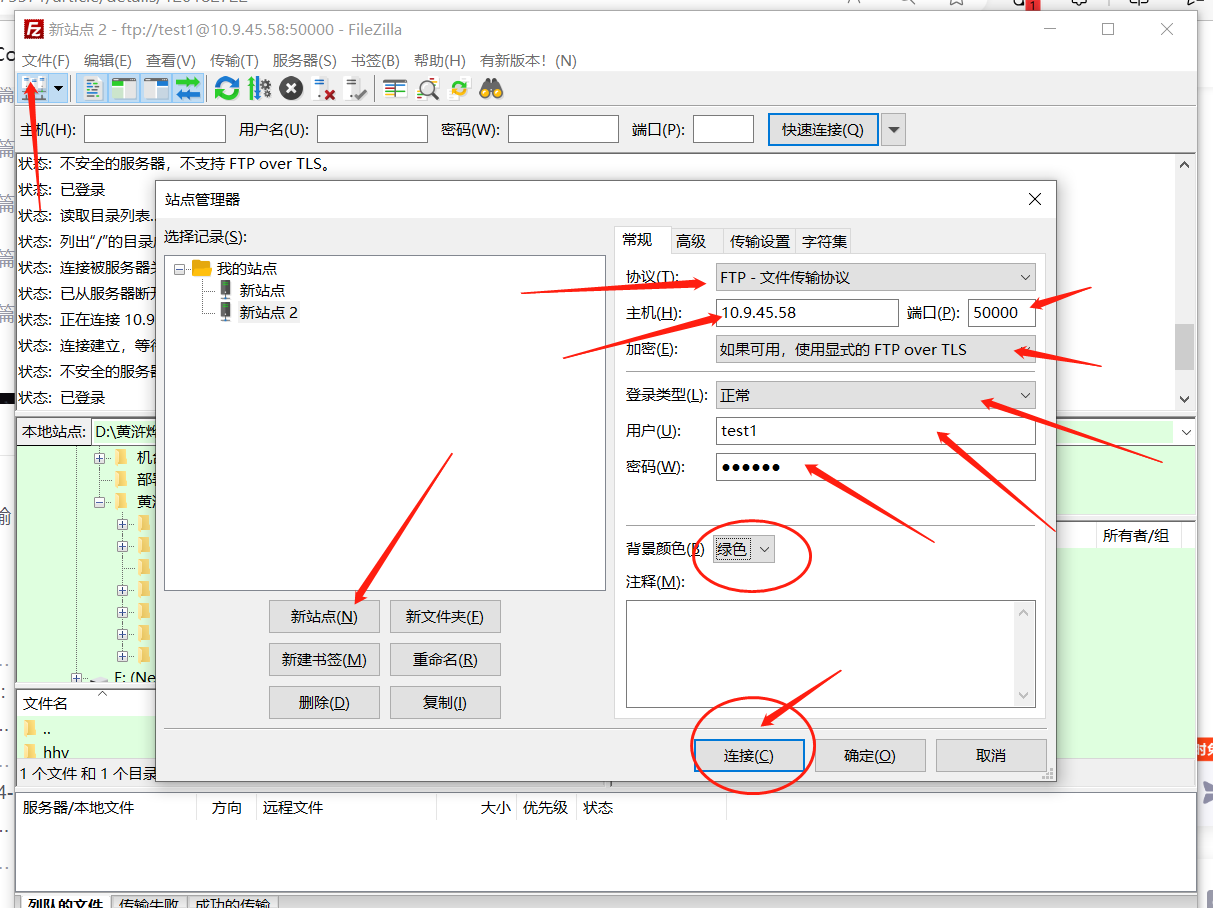 新站点 2 - ftp://test1@10.9.45.58:50000 - FileZilla
文件(F) 编辑(E) 查看(V) 传输(T) 服务器(S) 书签(B) 帮助(H) 有新版本！(N)
主机(H): 用户名(U): 密码(W): 端口(P): 快速连接(Q)
状态: 不安全的服务器，不支持 FTP over TLS。
状态: 已登录
状态: 读取目录列表...
状态: 列出“/”的目录
状态: 连接被服务器
状态: 已从服务器断
状态: 正在连接 10.9
状态: 连接建立，等
状态: 不安全的服务
状态: 已登录
本地站点: D:\黄浒
机
部
黄
F: (Ne
文件名
..
hhv
1 个文件 和 1 个目录
所有者/组
站点管理器
选择记录(S):
我的站点
新站点
新站点 2
新站点(N) 新文件夹(F)
新建书签(M) 重命名(R)
删除(D) 复制(I)
常规 高级 传输设置 字符集
协议(T): FTP - 文件传输协议
主机(H): 10.9.45.58 端口(P): 50000
加密(E): 如果可用，使用显式的 FTP over TLS
登录类型(L): 正常
用户(U): test1
密码(W): ●●●●●●
背景颜色(B) 绿色
注释(M):
连接(C) 确定(O) 取消
服务器/本地文件 方向 远程文件 大小 优先级 状态
列队的文件 传输失败 成功的传输